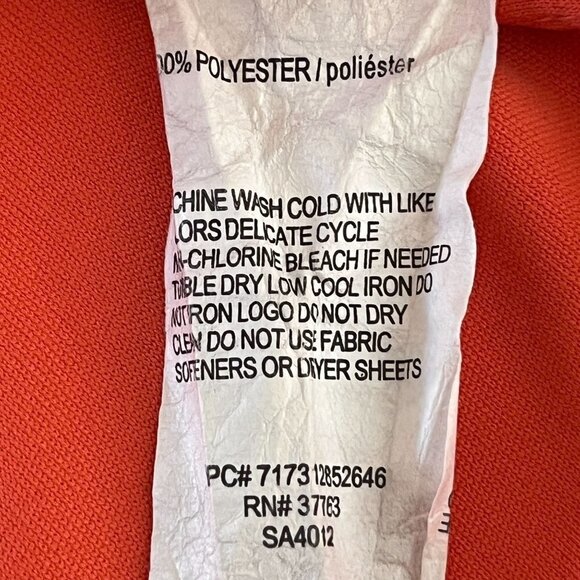 00% POLYESTER / poliéster
CHINE WASH COLD WITH LIKE
LORS DELICATE CYCLE
N-CHLORINE BLEACH IF NEEDED
TUMBLE DRY LOW COOL IRON DO
NOT IRON LOGO DO NOT DRY
CLEAN DO NOT USE FABRIC
SOFTENERS OR DRYER SHEETS
PC# 717312852646
RN# 37763
SA4012